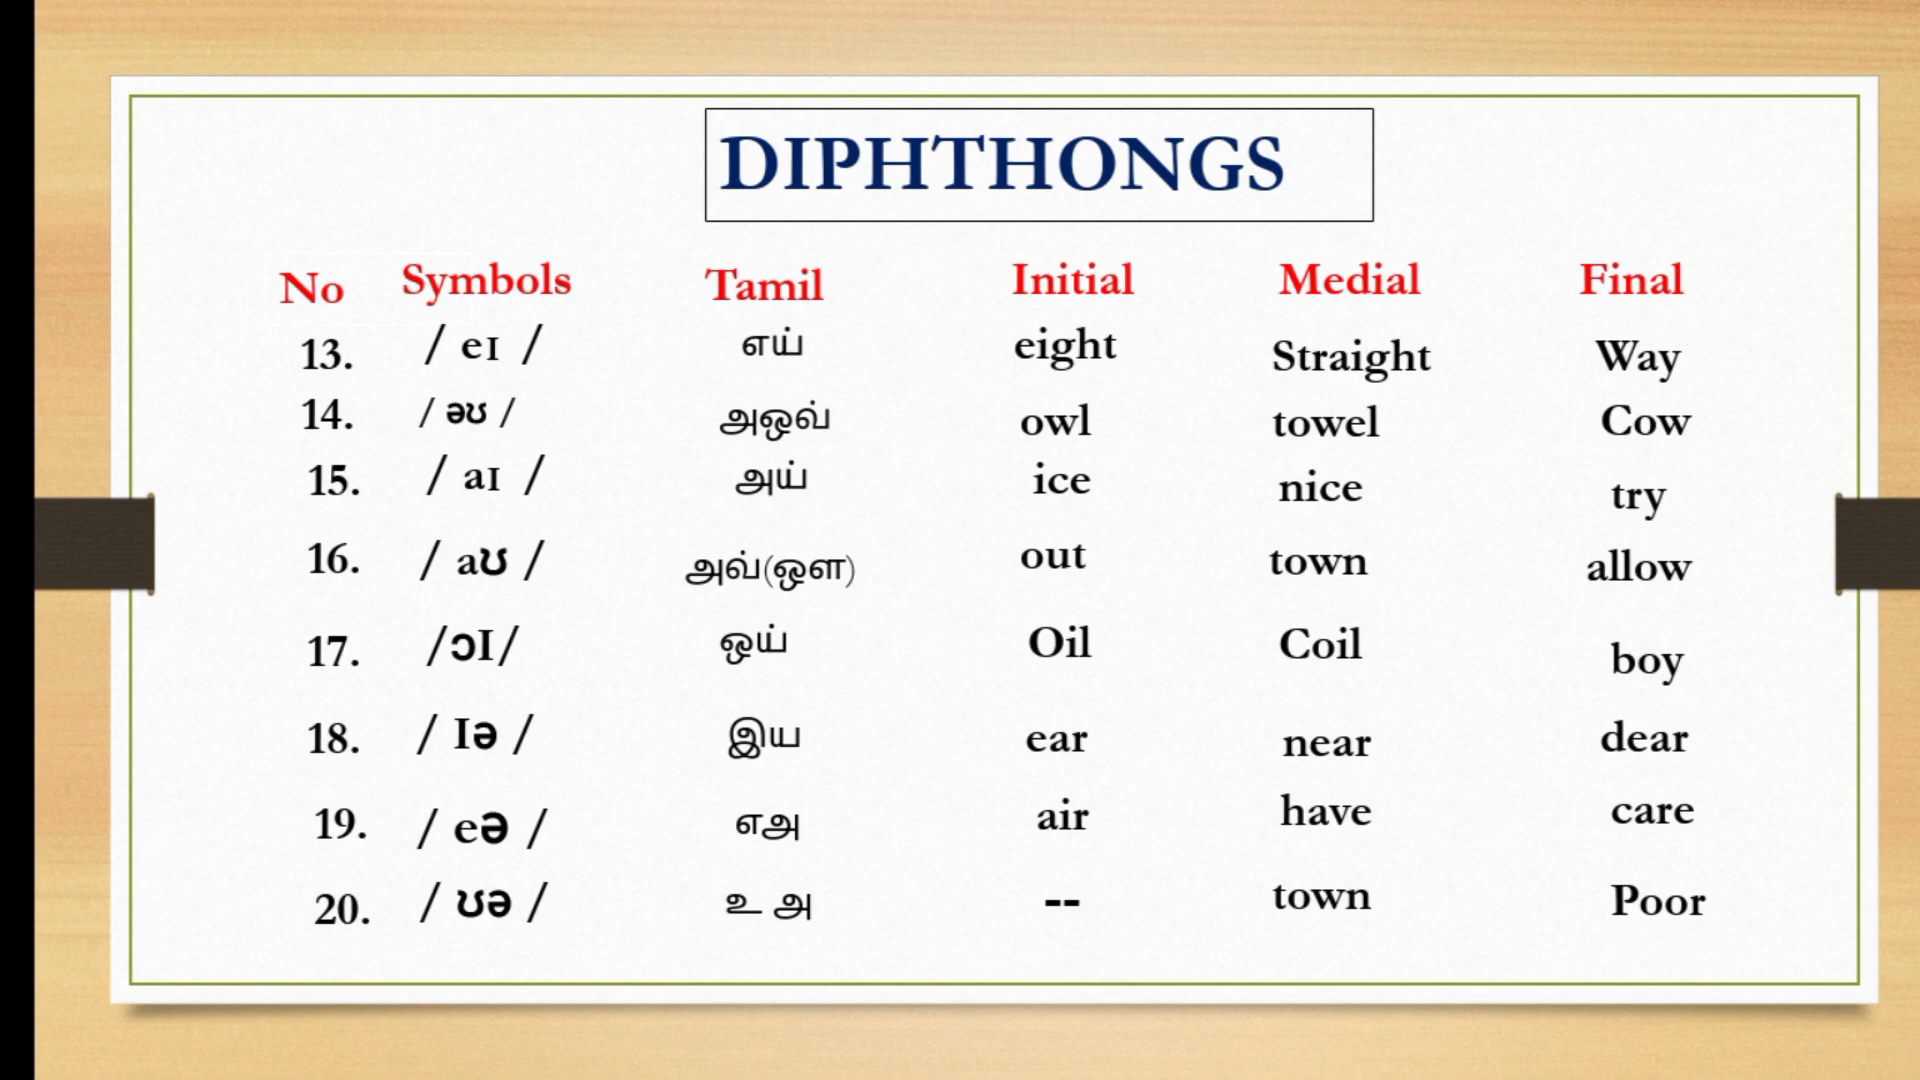 DIPHTHONGS
No Symbols Tamil Initial Medial Final
13. / eɪ / எய் eight Straight Way
14. / əʊ / அஒவ் owl towel Cow
15. / aɪ / அய் ice nice try
16. / aʊ / அவ்(ஔ) out town allow
17. /ɔI/ ஒய் Oil Coil boy
18. / Iə / இய ear near dear
19. / eə / எஅ air have care
20. / ʊə / உ அ -- town Poor